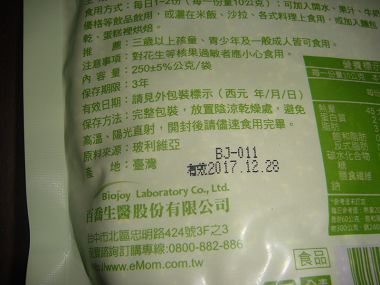 食用方式：每日1~2份（每一份量10公克）；可加入開水、果汁、牛奶
優格等飲品飲用，或灑在米飯、沙拉、各式料理上食用，或加入麵包
乾、蛋糕裡烘焙。
推　薦：三歲以上孩童、青少年及一般成人皆可食用。
注意事項：對花生等核果過敏者應小心食用。
內 容 量：250±5%公克/袋
保存期限：3年
有效日期：請見外包裝標示（西元 年/月/日）
保存方法：完整包裝，放置陰涼乾燥處，避免
高溫、陽光直射，開封後請儘速食用完畢。
原料來源：玻利維亞
產　地：臺灣
BJ-011
有效2017.12.28
Biojoy Laboratory Co., Ltd.
百喬生醫股份有限公司
台中市北區忠明路424號3F之3
諮詢訂購專線:0800-882-886
www.eMom.com.tw
食品
營養標示
每一份量10公克
熱量
蛋白質
脂肪
飽和脂肪
反式脂肪
碳水化合物
糖
膳食纖維
鈉